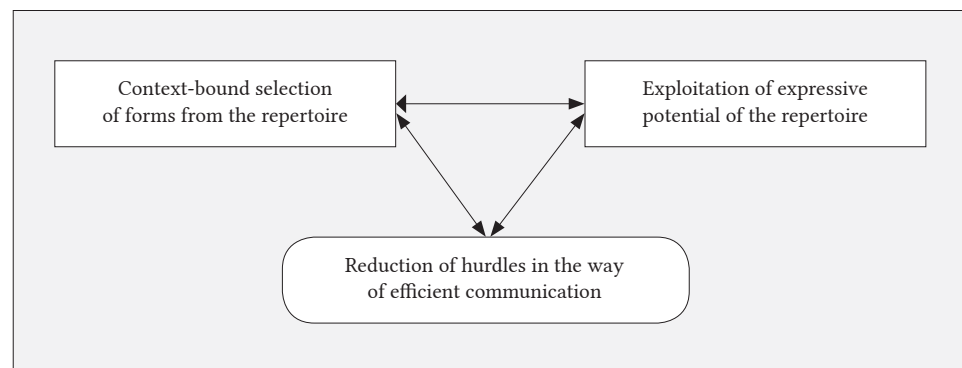 Context-bound selection
of forms from the repertoire
Exploitation of expressive
potential of the repertoire
Reduction of hurdles in the way
of efficient communication